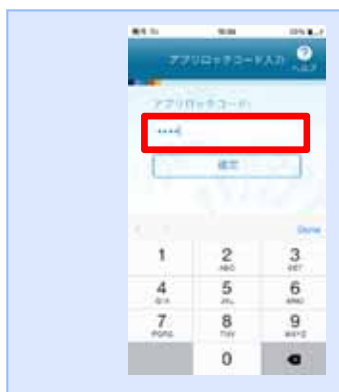 アプリロックコード入力
ヘルプ
アプリロックコード:
確定
Done
1
2 ABC
3 DEF
4 GHI
5 JKL
6 MNO
7 PQRS
8 TUV
9 WXYZ
0